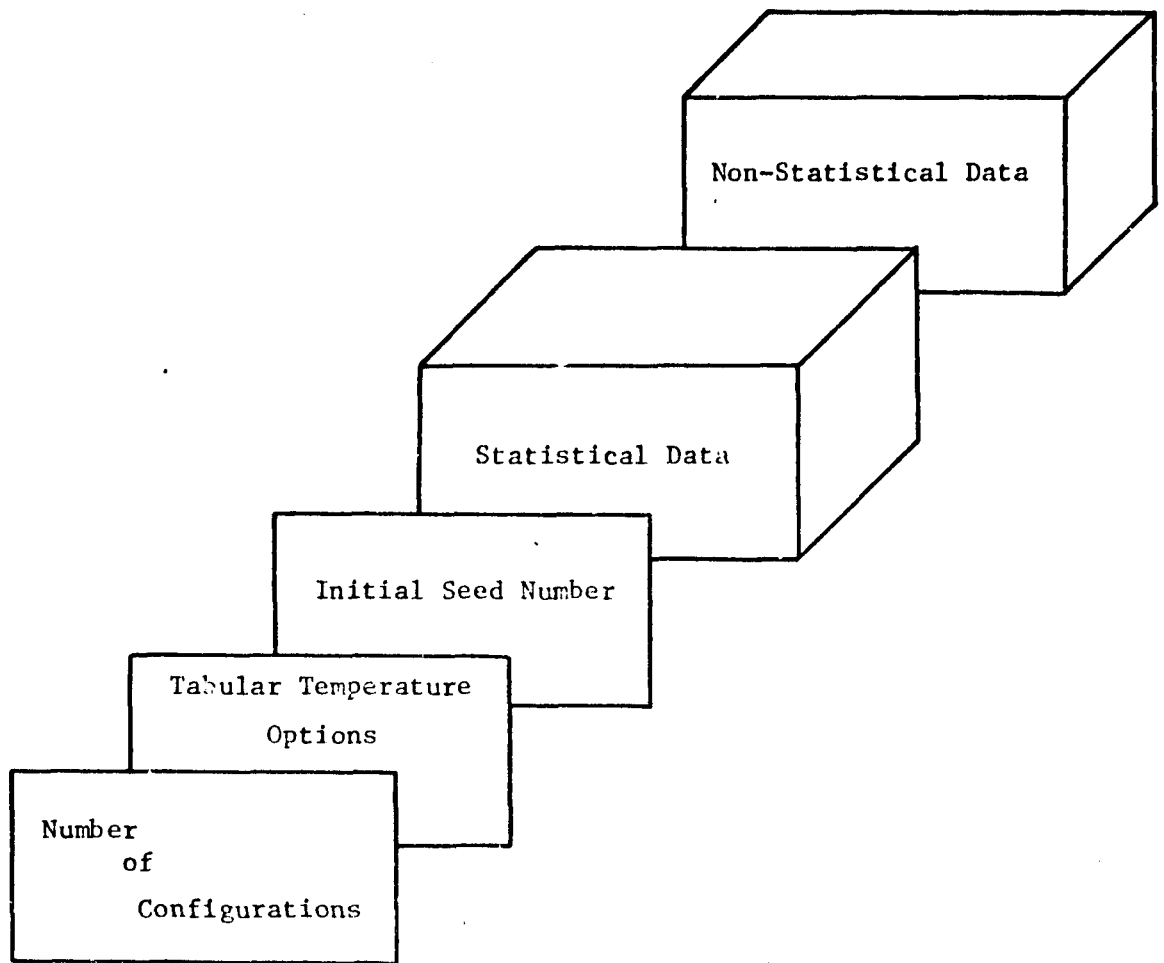 Non-Statistical Data
Statistical Data
Initial Seed Number
Tabular Temperature
Options
Number
of
Configurations